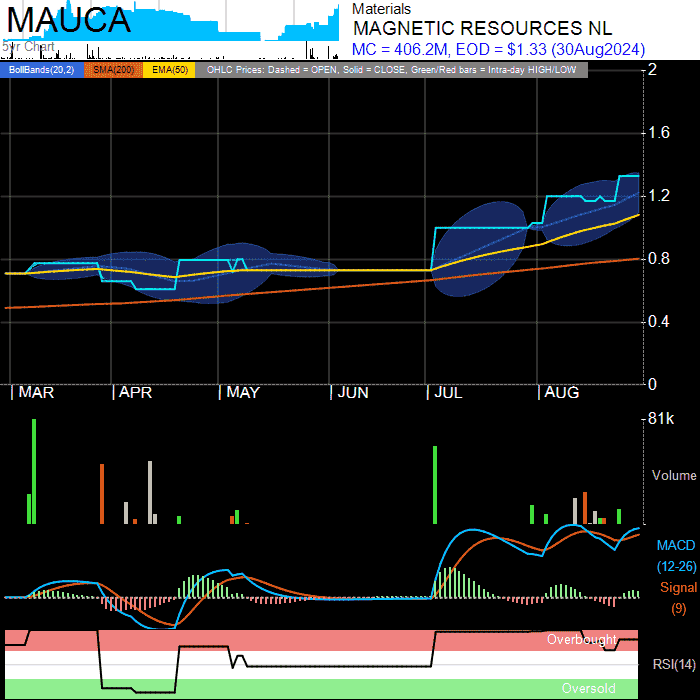 MAUCA
5yr Chart
Materials
MAGNETIC RESOURCES NL
MC = 406.2M, EOD = $1.33 (30Aug2024)
BollBands(20,2) SMA(200) EMA(50) OHLC Prices: Dashed = OPEN, Solid = CLOSE, Green/Red bars = Intra-day HIGH/LOW
2
1.6
1.2
0.8
0.4
0
| MAR | APR | MAY | JUN | JUL | AUG
81k
Volume
MACD
(12-26)
Signal
(9)
Overbought
RSI(14)
Oversold